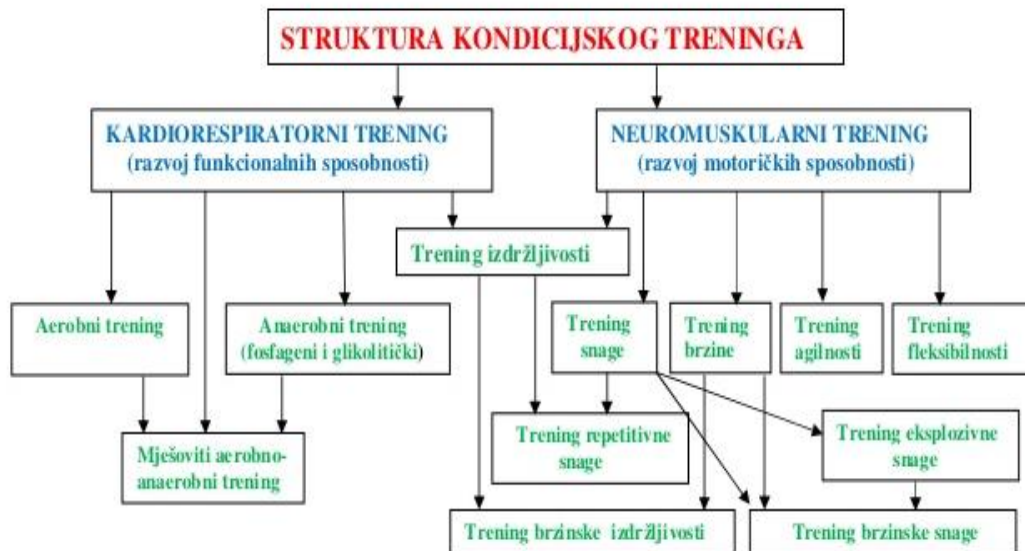 STRUKTURA KONDICIJSKOG TRENINGA
KARDIORESPIRATORNI TRENING
(razvoj funkcionalnih sposobnosti)
NEUROMUSKULARNI TRENING
(razvoj motoričkih sposobnosti)
Trening izdržljivosti
Aerobni trening
Anaerobni trening
(fosfageni i glikolitički)
Trening
snage
Trening
brzine
Trening
agilnosti
Trening
fleksibilnosti
Mješoviti aerobno-
anaerobni trening
Trening repetitivne
snage
Trening eksplozivne
snage
Trening brzinske izdržljivosti
Trening brzinske snage